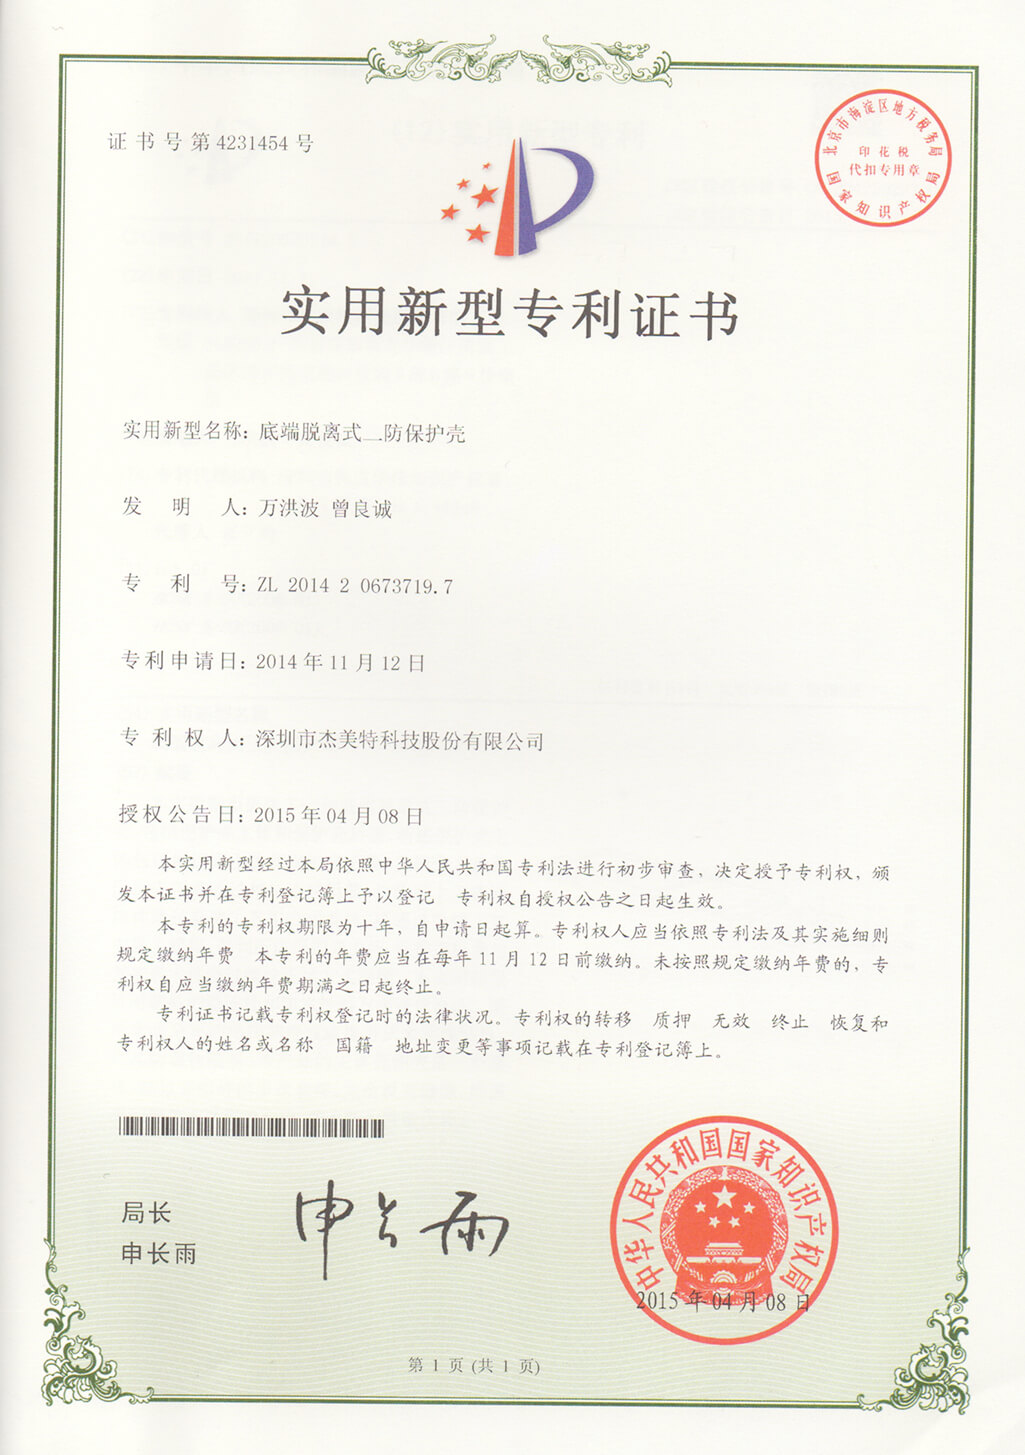 证书号第4231454号
北京市海淀区地方税务局
印花税
代扣专用章
国家知识产权局
实用新型专利证书
实用新型名称：底端脱离式二防保护壳
发明人：万洪波 曾良诚
专利号：ZL 2014 2 0673719.7
专利申请日：2014年11月12日
专利权人：深圳市杰美特科技股份有限公司
授权公告日：2015年04月08日
本实用新型经过本局依照中华人民共和国专利法进行初步审查，决定授予专利权，颁
发本证书并在专利登记簿上予以登记 专利权自授权公告之日起生效。
本专利的专利权期限为十年，自申请日起算。专利权人应当依照专利法及其实施细则
规定缴纳年费 本专利的年费应当在每年11月12日前缴纳。未按照规定缴纳年费的，专
利权自应当缴纳年费期满之日起终止。
专利证书记载专利权登记时的法律状况。专利权的转移 质押 无效 终止 恢复和
专利权人的姓名或名称 国籍 地址变更等事项记载在专利登记簿上。
局长
申长雨
申长雨
中华人民共和国国家知识产权局
2015年04月08日
第1页(共1页)